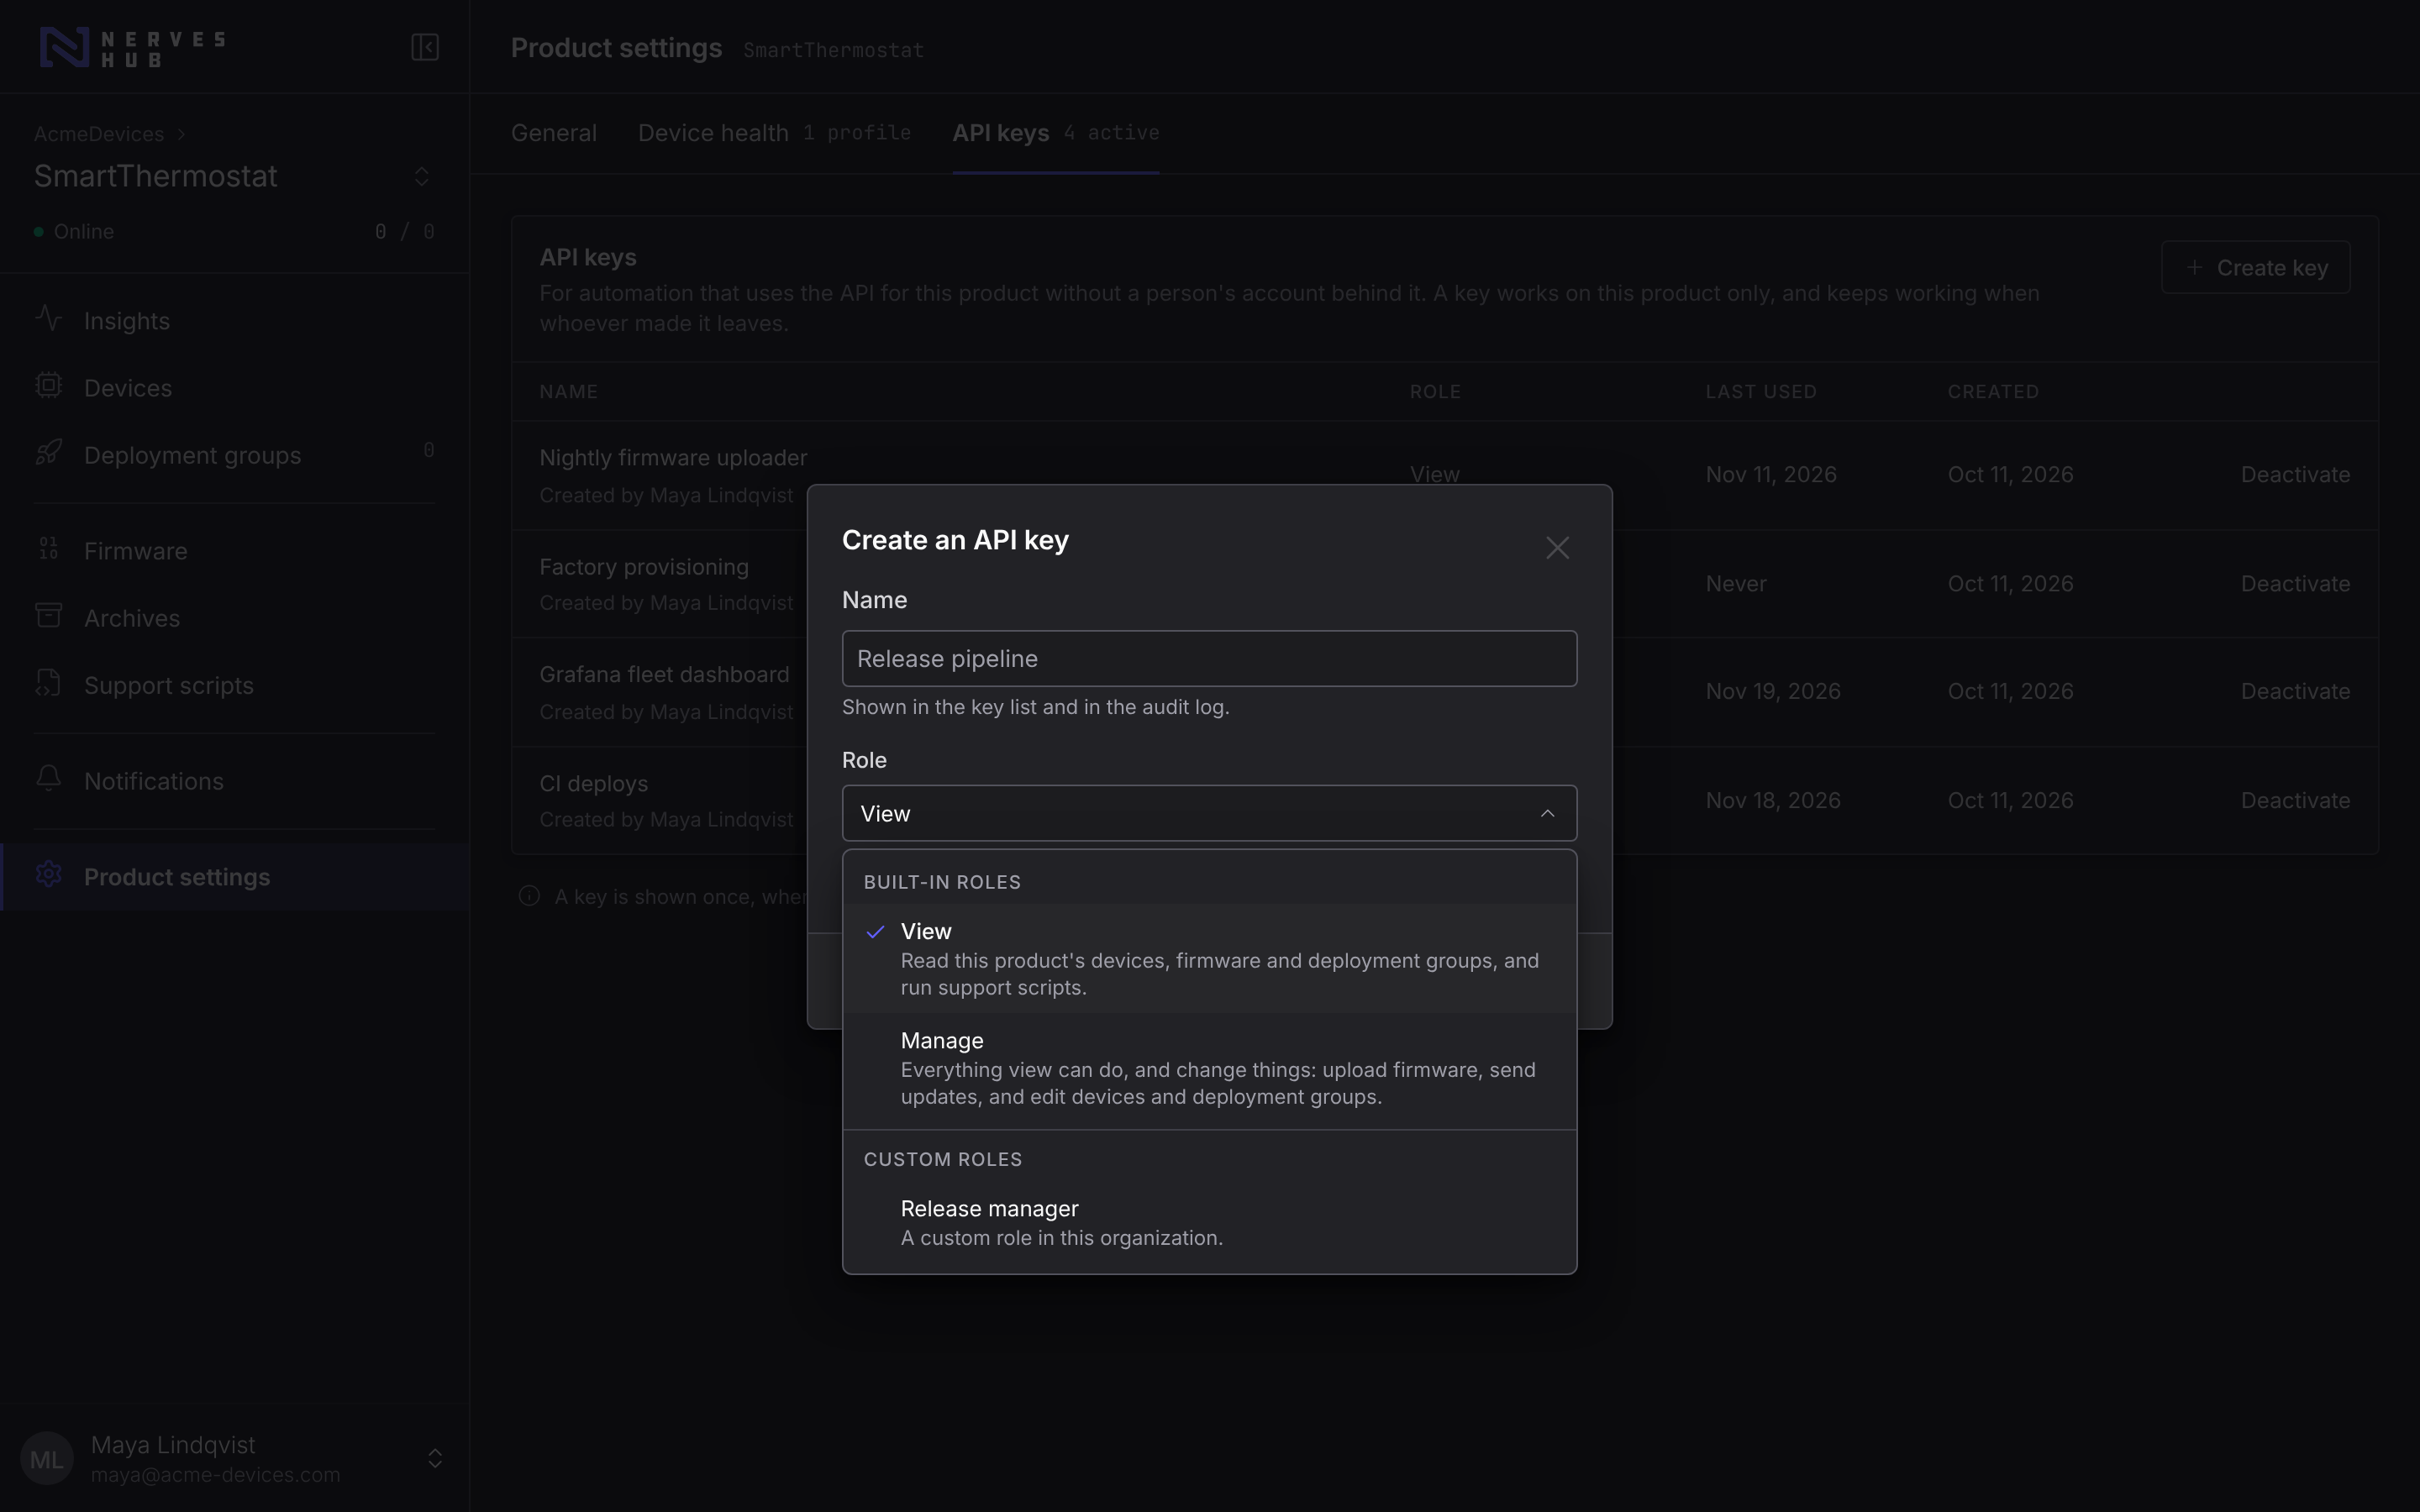 NERVES
HUB
Product settings SmartThermostat
AcmeDevices
SmartThermostat
Online 0 / 0
Insights
Devices
Deployment groups 0
Firmware
Archives
Support scripts
Notifications
Product settings
ML
Maya Lindqvist
maya@acme-devices.com
General
Device health 1 profile
API keys 4 active
API keys
For automation that uses the API for this product without a person's account behind it. A key works on this product only, and keeps working when
whoever made it leaves.
Create key
NAME ROLE LAST USED CREATED
Nightly firmware uploader
Created by Maya Lindqvist
View Nov 11, 2026 Oct 11, 2026 Deactivate
Factory provisioning
Created by Maya Lindqvist
Never Oct 11, 2026 Deactivate
Grafana fleet dashboard
Created by Maya Lindqvist
Nov 19, 2026 Oct 11, 2026 Deactivate
CI deploys
Created by Maya Lindqvist
Nov 18, 2026 Oct 11, 2026 Deactivate
A key is shown once,
Create an API key
Name
Release pipeline
Shown in the key list and in the audit log.
Role
View
BUILT-IN ROLES
View
Read this product's devices, firmware and deployment groups, and
run support scripts.
Manage
Everything view can do, and change things: upload firmware, send
updates, and edit devices and deployment groups.
CUSTOM ROLES
Release manager
A custom role in this organization.